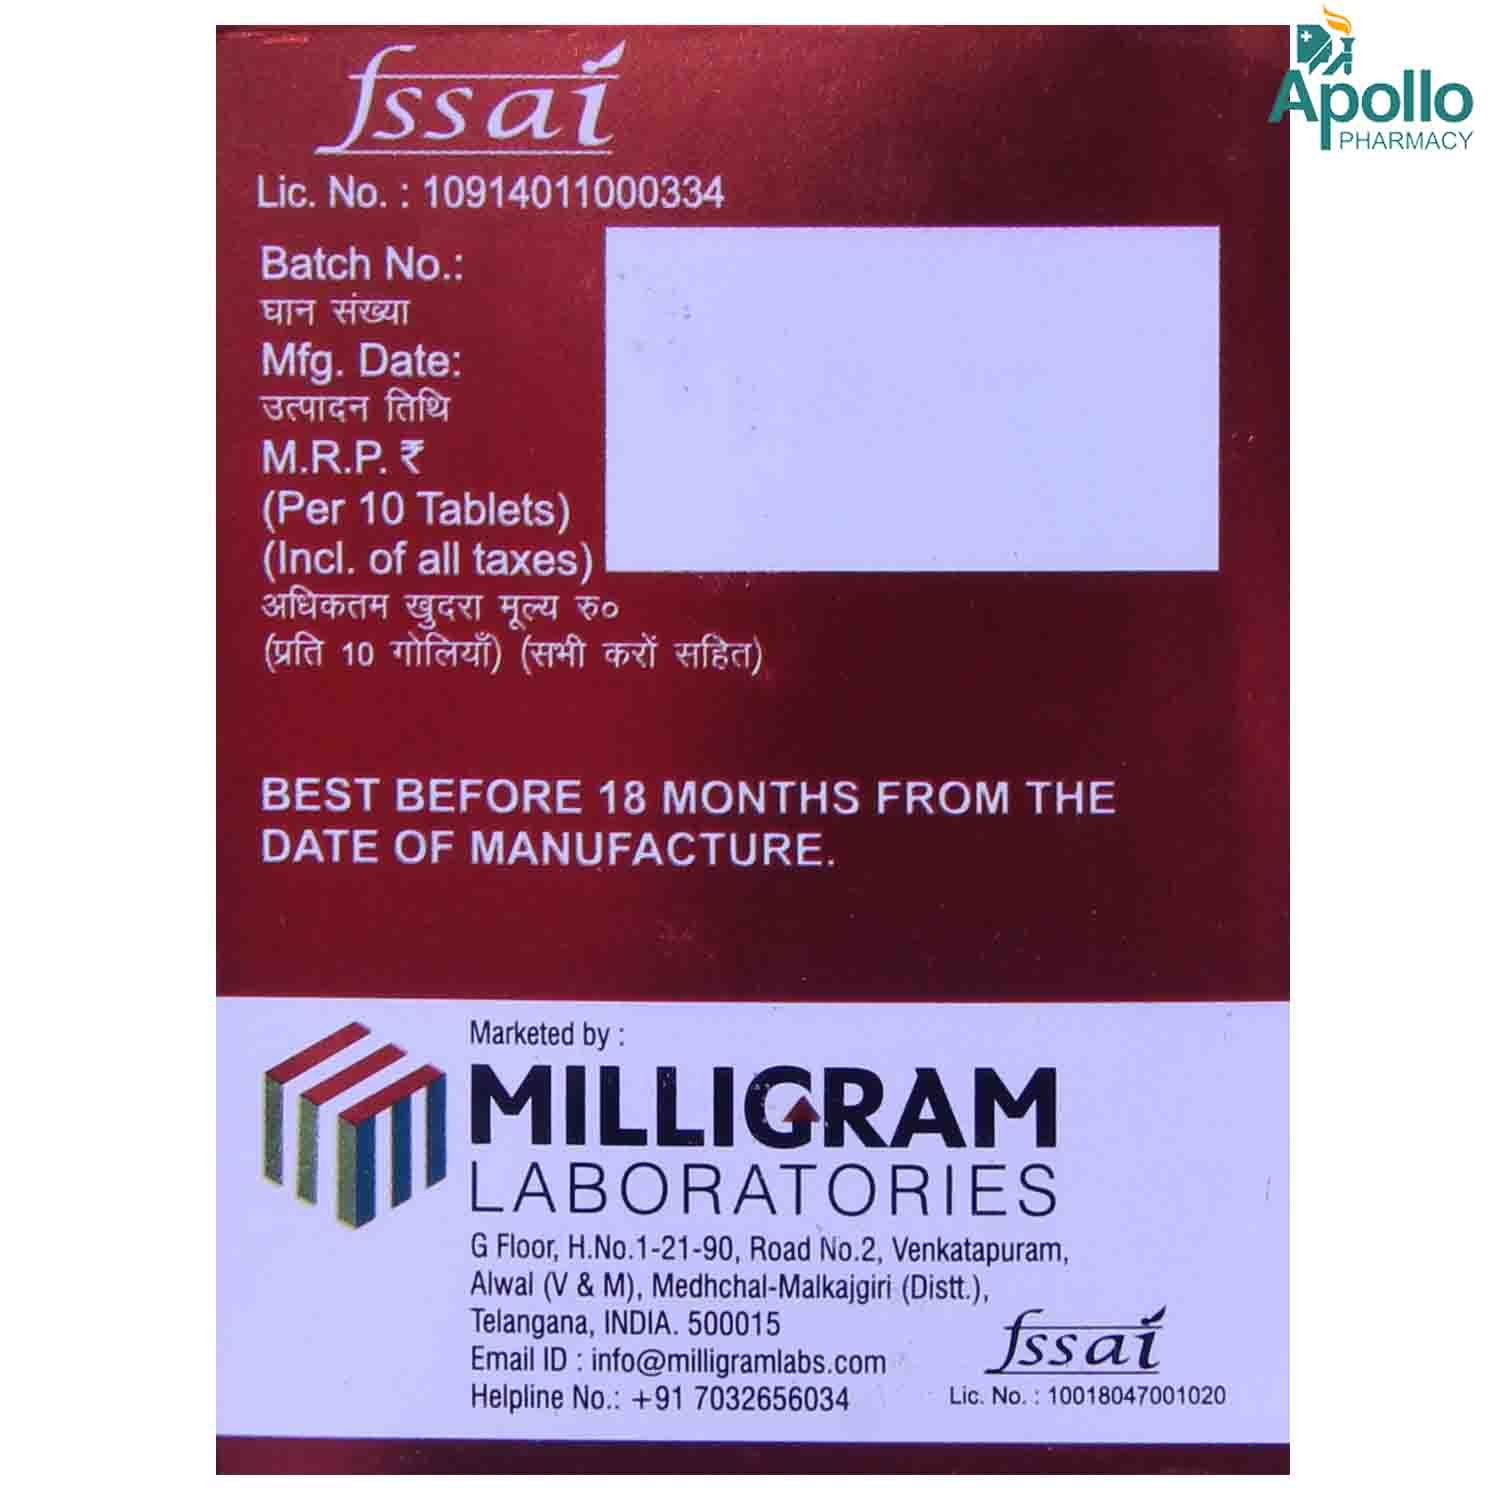 fssai
Lic. No. : 10914011000334
Batch No.:
घान संख्या
Mfg. Date:
उत्पादन तिथि
M.R.P. ₹
(Per 10 Tablets)
(Incl. of all taxes)
अधिकतम खुदरा मूल्य रु०
(प्रति 10 गोलियाँ) (सभी करों सहित)
BEST BEFORE 18 MONTHS FROM THE
DATE OF MANUFACTURE.
Marketed by :
MILLIGRAM
LABORATORIES
G Floor, H.No.1-21-90, Road No.2, Venkatapuram,
Alwal (V & M), Medhchal-Malkajgiri (Distt.),
Telangana, INDIA. 500015
Email ID : info@milligramlabs.com
Helpline No.: +91 7032656034
fssai
Lic. No. : 10018047001020
Apollo
PHARMACY